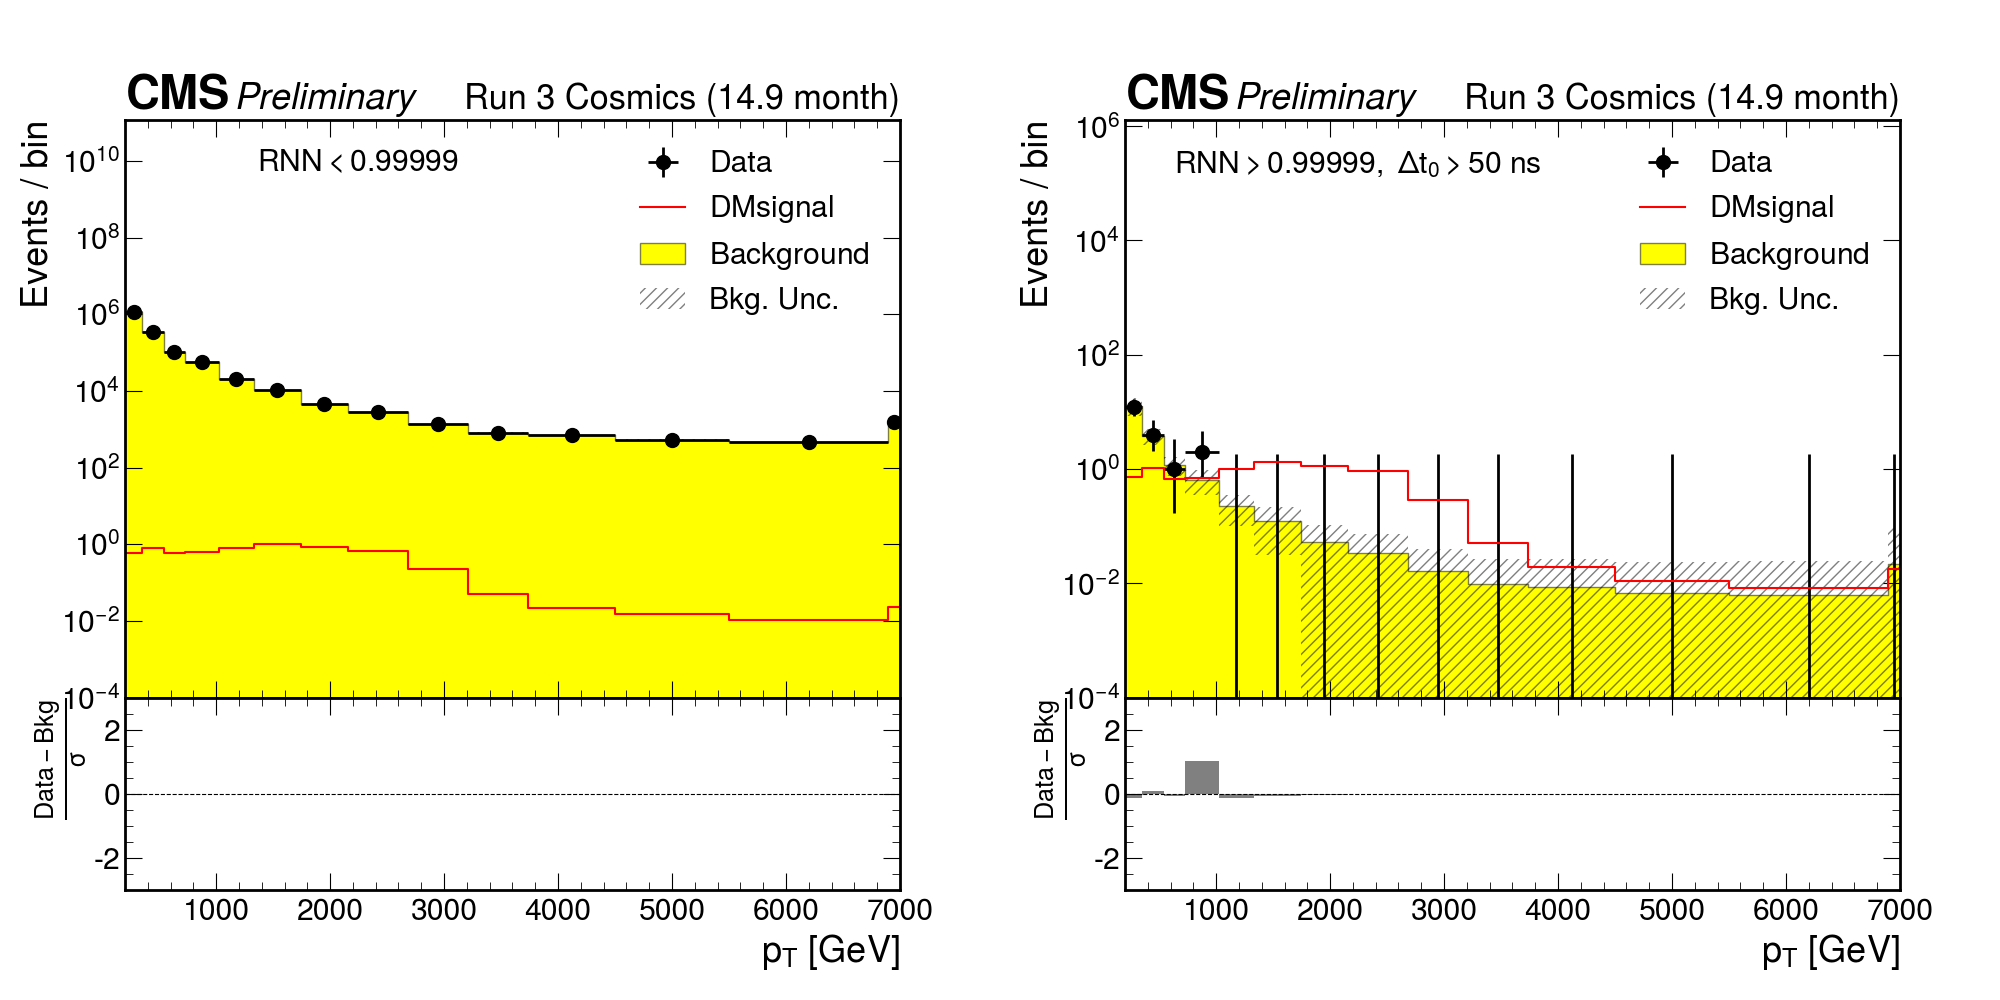 CMS Preliminary Run 3 Cosmics (14.9 month)
Events / bin
RNN < 0.99999
Data
DMsignal
Background
Bkg. Unc.
10¹⁰
10⁸
10⁶
10⁴
10²
10⁰
10⁻²
10⁻⁴
Data − Bkg
σ
2
0
-2
1000 2000 3000 4000 5000 6000 7000
p_T [GeV]
CMS Preliminary Run 3 Cosmics (14.9 month)
Events / bin
RNN > 0.99999, Δt₀ > 50 ns
Data
DMsignal
Background
Bkg. Unc.
10⁶
10⁴
10²
10⁰
10⁻²
10⁻⁴
Data − Bkg
σ
2
0
-2
1000 2000 3000 4000 5000 6000 7000
p_T [GeV]